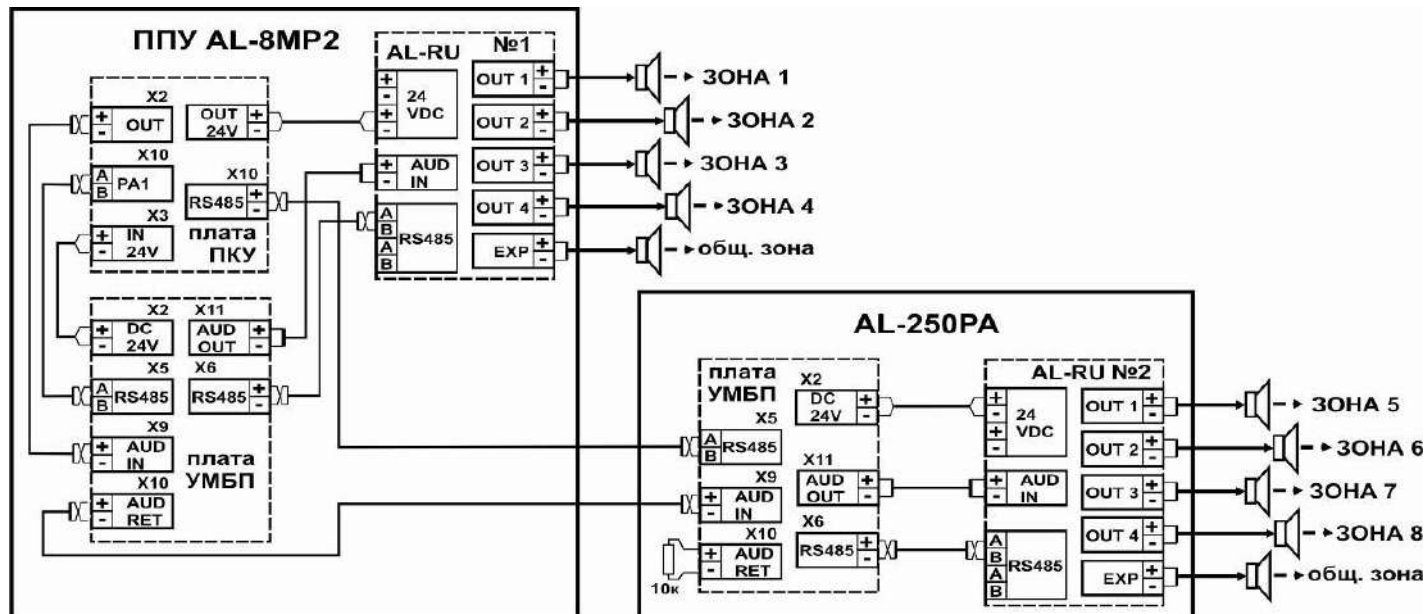 ППУ AL-8MP2
X2
+
-
OUT
OUT
24V
+
-
X10
A
B
PA1
X10
RS485
+
-
X3
+
-
IN
24V
плата
ПКУ
X2
+
-
DC
24V
X11
AUD
OUT
+
-
X5
A
B
RS485
X6
RS485
+
-
X9
+
-
AUD
IN
плата
УМБП
X10
+
-
AUD
RET
AL-RU №1
+
-
+
-
24
VDC
+
-
AUD
IN
A
B
A
B
RS485
OUT 1
+
-
ЗОНА 1
OUT 2
+
-
ЗОНА 2
OUT 3
+
-
ЗОНА 3
OUT 4
+
-
ЗОНА 4
EXP
+
-
общ. зона
AL-250PA
плата
УМБП
X2
DC
24V
+
-
X5
A
B
RS485
X9
+
-
AUD
IN
X11
AUD
OUT
+
-
X10
+
-
AUD
RET
10к
X6
RS485
+
-
AL-RU №2
+
-
+
-
24
VDC
+
-
AUD
IN
A
B
A
B
RS485
OUT 1
+
-
ЗОНА 5
OUT 2
+
-
ЗОНА 6
OUT 3
+
-
ЗОНА 7
OUT 4
+
-
ЗОНА 8
EXP
+
-
общ. зона